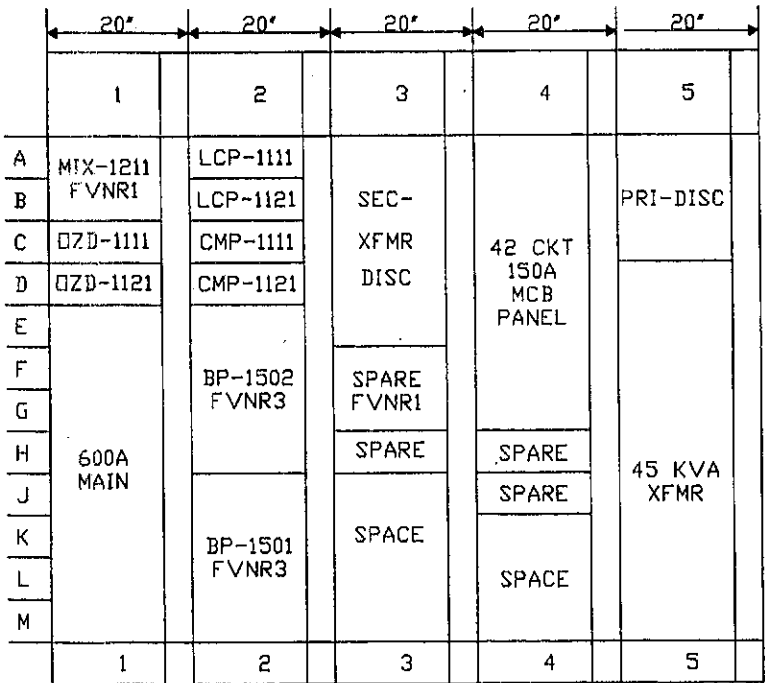 20" 20" 20" 20" 20"
1 2 3 4 5
A
B
C
D
E
F
G
H
J
K
L
M
MIX-1211
FVNR1
OZD-1111
OZD-1121
600A
MAIN
LCP-1111
LCP-1121
CMP-1111
CMP-1121
BP-1502
FVNR3
BP-1501
FVNR3
SEC-
XFMR
DISC
SPARE
FVNR1
SPARE
SPACE
42 CKT
150A
MCB
PANEL
SPARE
SPARE
SPACE
PRI-DISC
45 KVA
XFMR
1 2 3 4 5